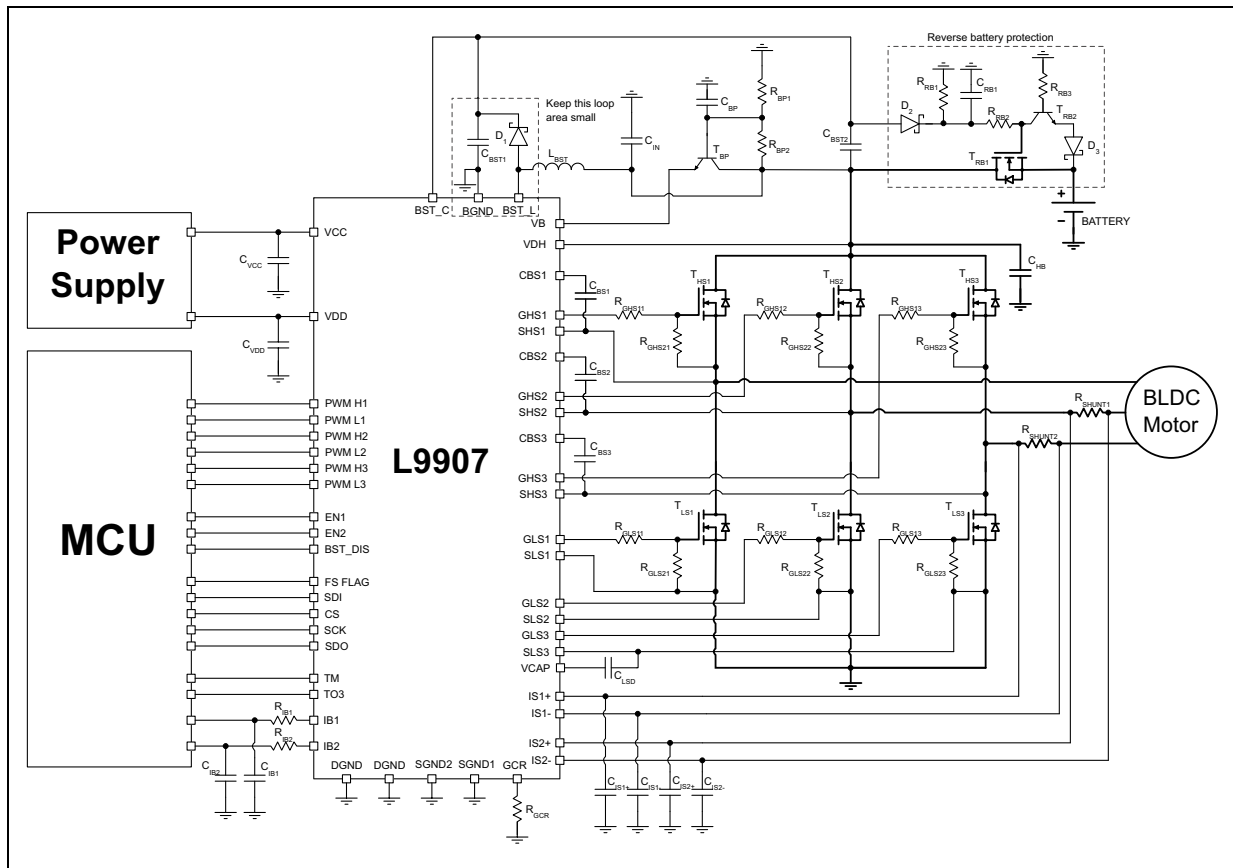 Reverse battery protection
R_RB1
C_RB1
R_RB3
D_2
R_RB2
T_RB2
T_RB1
D_3
+
-
BATTERY
Keep this loop
area small
D_1
C_BST1
L_BST
C_IN
C_BP
R_BP1
R_BP2
T_BP
C_BST2
BST_C
BGND
BST_L
Power
Supply
C_VCC
C_VDD
VCC
VDD
MCU
PWM H1
PWM L1
PWM H2
PWM L2
PWM H3
PWM L3
EN1
EN2
BST_DIS
FS FLAG
SDI
CS
SCK
SDO
TM
TO3
R_IB1
IB1
R_IB2
IB2
C_IB2
C_IB1
L9907
DGND
DGND
SGND2
SGND1
GCR
R_GCR
VB
VDH
CBS1
C_BS1
GHS1
SHS1
CBS2
C_BS2
GHS2
SHS2
CBS3
C_BS3
GHS3
SHS3
GLS1
SLS1
GLS2
SLS2
GLS3
SLS3
VCAP
C_LSD
IS1+
IS1-
IS2+
IS2-
C_IS1+
C_IS1-
C_IS2+
C_IS2-
C_HB
T_HS1
T_HS2
T_HS3
R_GHS11
R_GHS12
R_GHS13
R_GHS21
R_GHS22
R_GHS23
R_SHUNT1
R_SHUNT2
BLDC
Motor
T_LS1
T_LS2
T_LS3
R_GLS11
R_GLS12
R_GLS13
R_GLS21
R_GLS22
R_GLS23